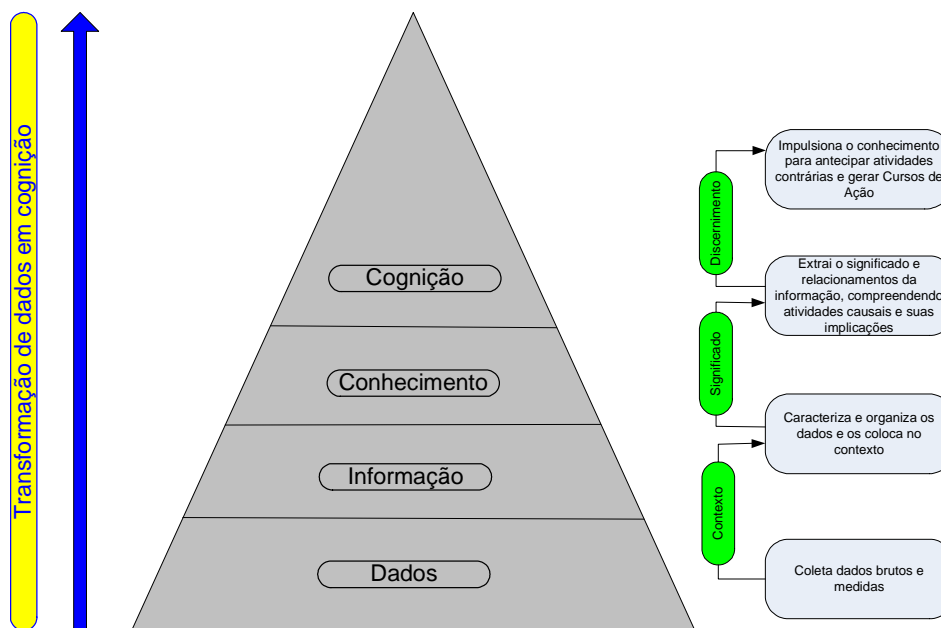 Transformação de dados em cognição
Cognição
Conhecimento
Informação
Dados
Discernimento
Significado
Contexto
Impulsiona o conhecimento
para antecipar atividades
contrárias e gerar Cursos de
Ação
Extrai o significado e
relacionamentos da
informação, compreendendo
atividades causais e suas
implicações
Caracteriza e organiza os
dados e os coloca no
contexto
Coleta dados brutos e
medidas